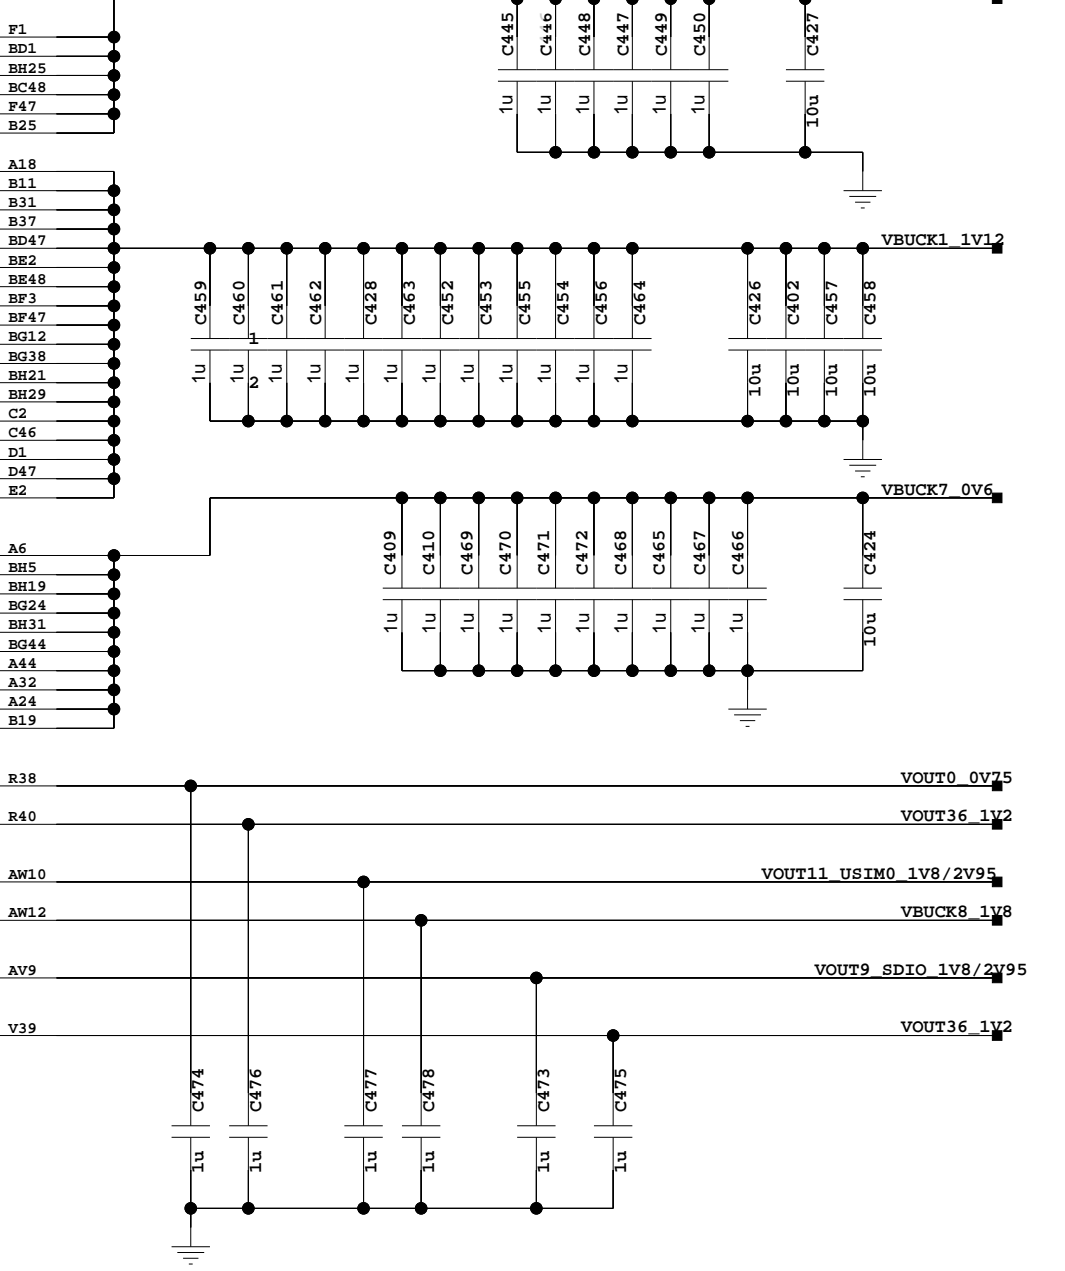 C445 C446 C448 C447 C449 C450 C427
F1
BD1
BH25
BC48
F47
B25
1u 1u 1u 1u 1u 1u 10u
A18
B11
B31
B37
BD47 VBUCK1_1V12
BE2
BE48
BF3
BF47
BG12
BG38
BH21
BH29
C2
C46
D1
D47
E2
C459 C460 C461 C462 C428 C463 C452 C453 C455 C454 C456 C464 C426 C402 C457 C458
1
1u 1u 1u 1u 1u 1u 1u 1u 1u 1u 1u 1u 10u 10u 10u 10u
2
VBUCK7_0V6
A6
BH5
BH19
BG24
BH31
BG44
A44
A32
A24
B19
C409 C410 C469 C470 C471 C472 C468 C465 C467 C466 C424
1u 1u 1u 1u 1u 1u 1u 1u 1u 1u 10u
R38 VOUT0_0V75
R40 VOUT36_1V2
AW10 VOUT11_USIM0_1V8/2V95
AW12 VBUCK8_1V8
AV9 VOUT9_SDIO_1V8/2V95
V39 VOUT36_1V2
C474 C476 C477 C478 C473 C475
1u 1u 1u 1u 1u 1u